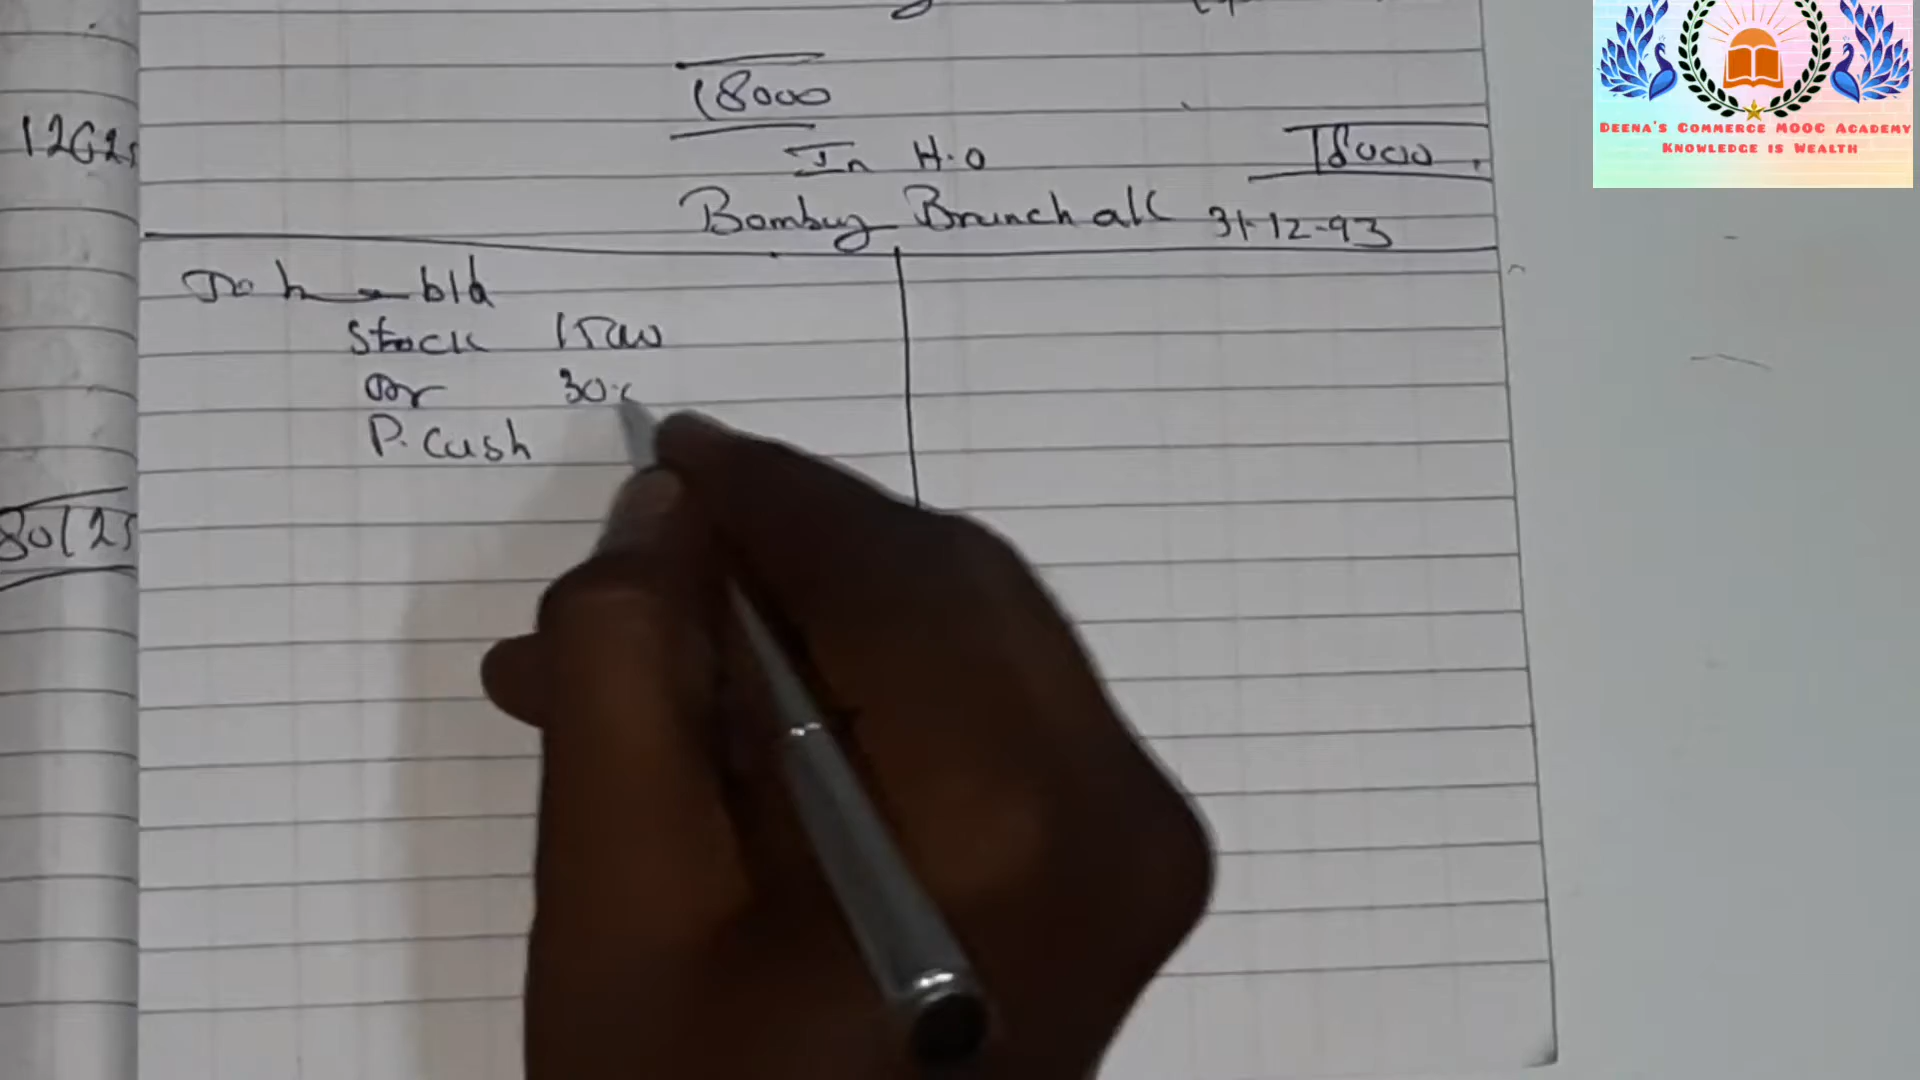 18000
In H.O
18000
12625
Bombay Branch a/c 31-12-93
To b/d
Stock 1500
Dr 300
P. Cash
80125
DEENA'S COMMERCE MOOC ACADEMY
KNOWLEDGE IS WEALTH